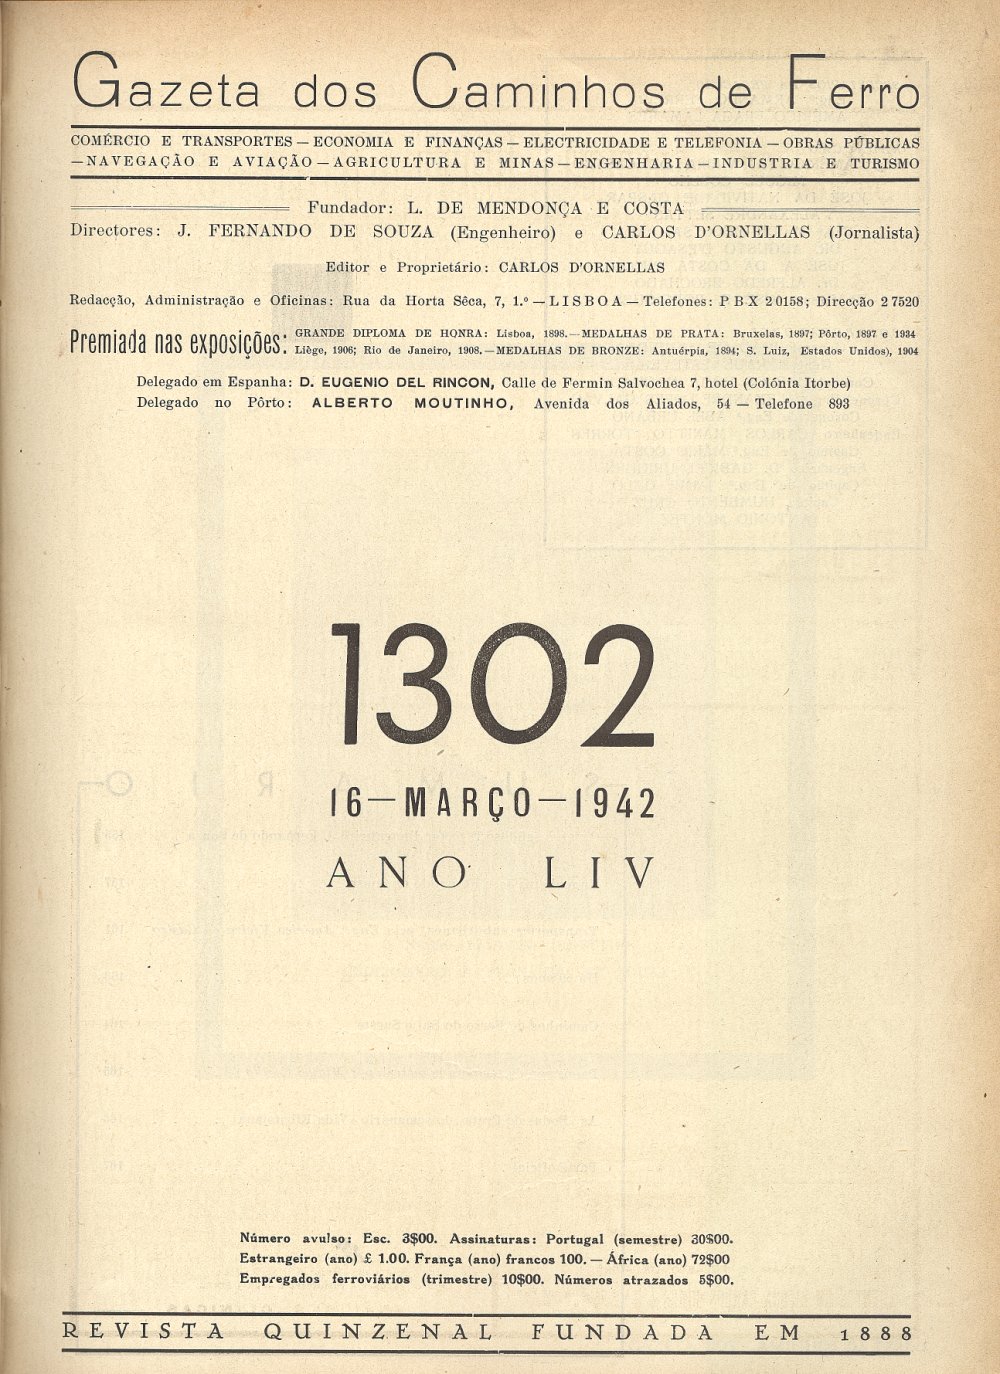 Gazeta dos Caminhos de Ferro
COMÉRCIO E TRANSPORTES — ECONOMIA E FINANÇAS — ELECTRICIDADE E TELEFONIA — OBRAS PÚBLICAS
— NAVEGAÇÃO E AVIAÇÃO — AGRICULTURA E MINAS — ENGENHARIA — INDUSTRIA E TURISMO
Fundador: L. DE MENDONÇA E COSTA
Directores: J. FERNANDO DE SOUZA (Engenheiro) e CARLOS D'ORNELLAS (Jornalista)
Editor e Proprietário: CARLOS D'ORNELLAS
Redacção, Administração e Oficinas: Rua da Horta Sêca, 7, 1.º — LISBOA — Telefones: PBX 20158; Direcção 27520
Premiada nas exposições:
GRANDE DIPLOMA DE HONRA: Lisboa, 1898. — MEDALHAS DE PRATA: Bruxelas, 1897; Pôrto, 1897 e 1934
Liège, 1906; Rio de Janeiro, 1908. — MEDALHAS DE BRONZE: Antuérpia, 1894; S. Luiz, Estados Unidos), 1904
Delegado em Espanha: D. EUGENIO DEL RINCON, Calle de Fermin Salvochea 7, hotel (Colónia Itorbe)
Delegado no Pôrto: ALBERTO MOUTINHO, Avenida dos Aliados, 54 — Telefone 893
1302
16 — MARÇO — 1942
ANO LIV
Número avulso: Esc. 3$00. Assinaturas: Portugal (semestre) 30$00.
Estrangeiro (ano) £ 1.00. França (ano) francos 100. — África (ano) 72$00
Empregados ferroviários (trimestre) 10$00. Números atrazados 5$00.
REVISTA QUINZENAL FUNDADA EM 1888